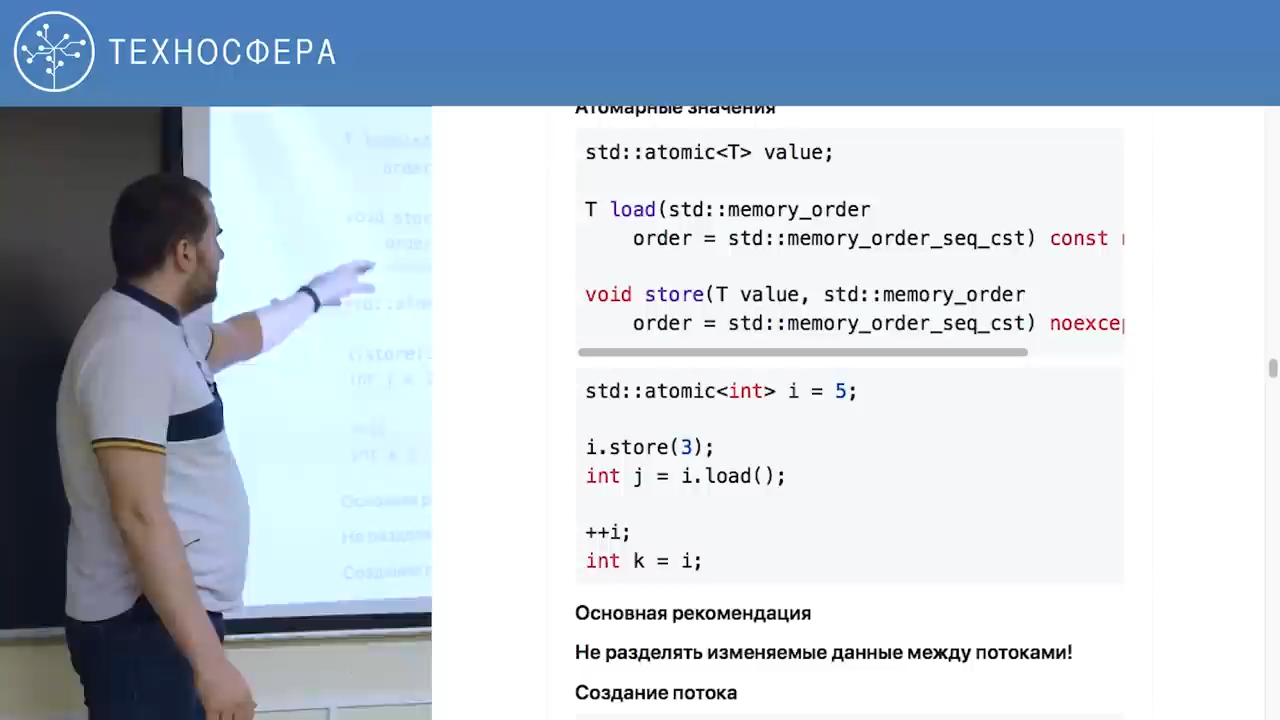 ТЕХНОСФЕРА
Атомарные значения
std::atomic<T> value;
T load(std::memory_order
order = std::memory_order_seq_cst) const
void store(T value, std::memory_order
order = std::memory_order_seq_cst) noexcep
std::atomic<int> i = 5;
i.store(3);
int j = i.load();
++i;
int k = i;
Основная рекомендация
Не разделять изменяемые данные между потоками!
Создание потока